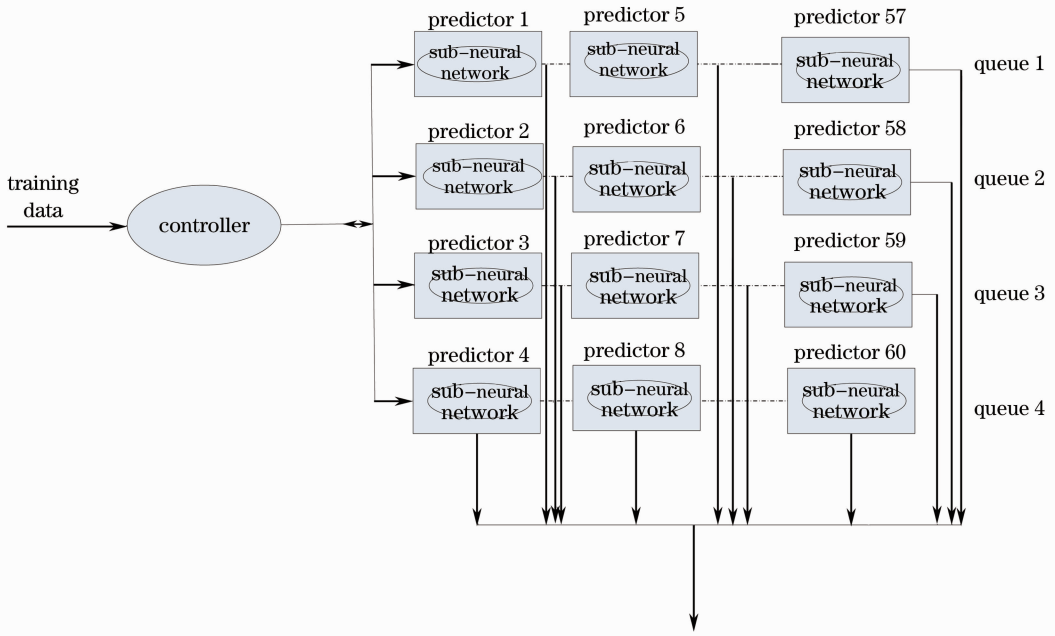 predictor 1
predictor 5
predictor 57
sub-neural
network
sub-neural
network
sub-neural
network
queue 1
predictor 2
predictor 6
predictor 58
sub-neural
network
sub-neural
network
sub-neural
network
queue 2
training
data
controller
predictor 3
predictor 7
predictor 59
sub-neural
network
sub-neural
network
sub-neural
network
queue 3
predictor 4
predictor 8
predictor 60
sub-neural
network
sub-neural
network
sub-neural
network
queue 4